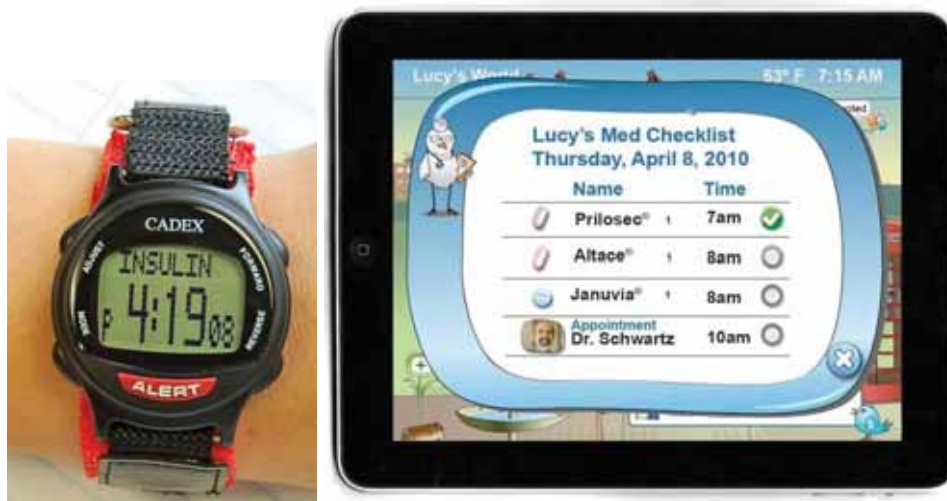 CADEX
ADJUST
FORWARD
INSULIN
P 4:19 08
MODE
REVERSE
ALERT
Lucy's World
63° F 7:15 AM
Lucy's Med Checklist
Thursday, April 8, 2010
Name Time
Prilosec® 1 7am
Altace® 1 8am
Januvia® 1 8am
Appointment
Dr. Schwartz 10am